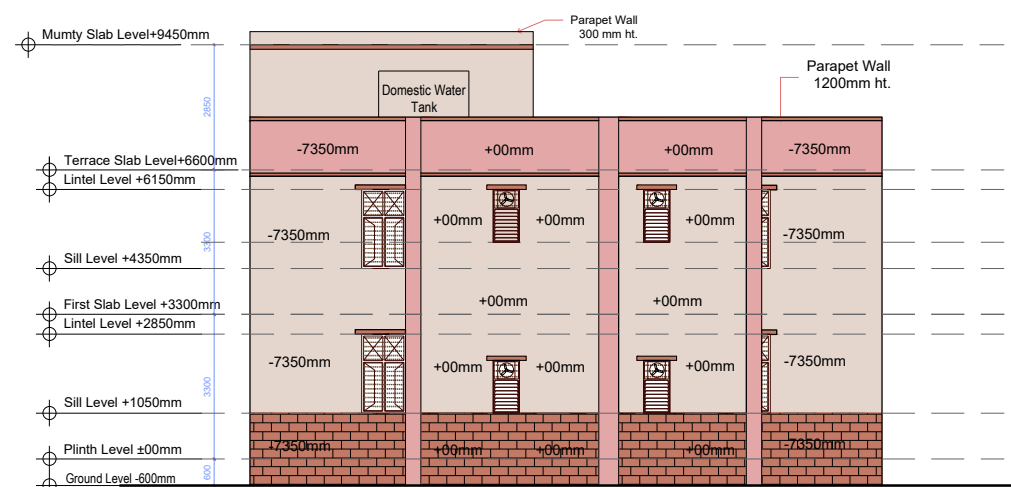 Parapet Wall
300 mm ht.
Mumty Slab Level+9450mm
Parapet Wall
1200mm ht.
Domestic Water
Tank
2850
-7350mm
+00mm
+00mm
-7350mm
Terrace Slab Level+6600mm
Lintel Level +6150mm
+00mm
+00mm
+00mm
+00mm
-7350mm
-7350mm
3300
Sill Level +4350mm
First Slab Level +3300mm
+00mm
+00mm
Lintel Level +2850mm
-7350mm
+00mm
+00mm
+00mm
+00mm
-7350mm
3300
Sill Level +1050mm
Plinth Level ±00mm
-7350mm
+00mm
+00mm
+00mm
+00mm
-7350mm
600
Ground Level -600mm